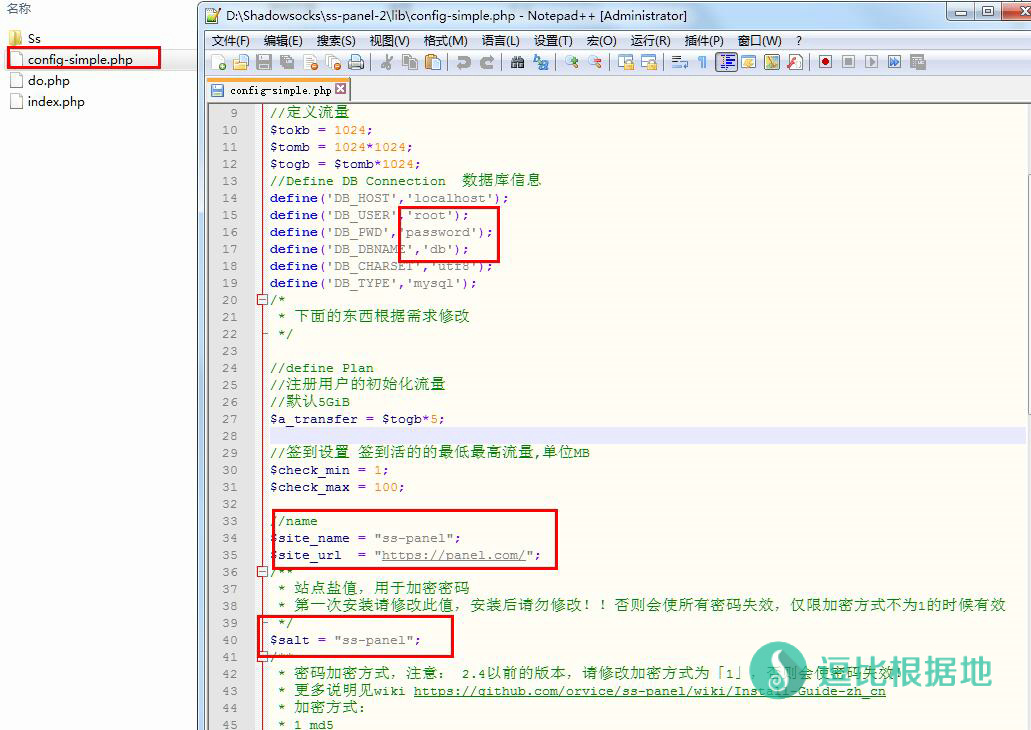 名称
Ss
config-simple.php
do.php
index.php
D:\Shadowsocks\ss-panel-2\lib\config-simple.php - Notepad++ [Administrator]
文件(F) 编辑(E) 搜索(S) 视图(V) 格式(M) 语言(L) 设置(T) 宏(O) 运行(R) 插件(P) 窗口(W) ?
config-simple.php
9 //定义流量
10 $tokb = 1024;
11 $tomb = 1024*1024;
12 $togb = $tomb*1024;
13 //Define DB Connection 数据库信息
14 define('DB_HOST','localhost');
15 define('DB_USER','root');
16 define('DB_PWD','password');
17 define('DB_DBNAME','db');
18 define('DB_CHARSET','utf8');
19 define('DB_TYPE','mysql');
20 /*
21 * 下面的东西根据需求修改
22 */
23
24 //define Plan
25 //注册用户的初始化流量
26 //默认5GiB
27 $a_transfer = $togb*5;
28
29 //签到设置 签到活的的最低最高流量,单位MB
30 $check_min = 1;
31 $check_max = 100;
32
33 //name
34 $site_name = "ss-panel";
35 $site_url = "https://panel.com/";
36 /**
37 * 站点盐值，用于加密密码
38 * 第一次安装请修改此值，安装后请勿修改！！否则会使所有密码失效，仅限加密方式不为1的时候有效
39 */
40 $salt = "ss-panel";
41 /**
42 * 密码加密方式，注意： 2.4以前的版本，请修改加密方式为「1」，否则会使密码失效！
43 * 更多说明见wiki https://github.com/orvice/ss-panel/wiki/Install-Guide-zh_cn
44 * 加密方式：
45 * 1 md5
逗比根据地